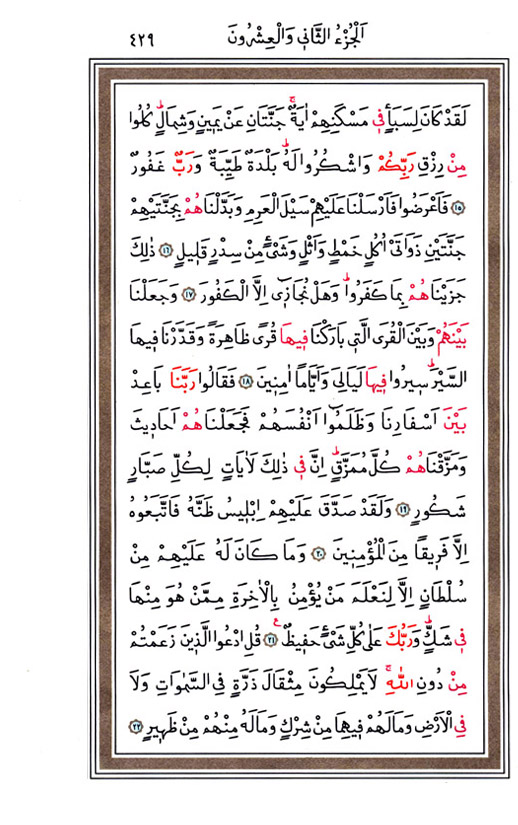 اَلْجُزْءُ الثَّانِي وَالْعِشْرُونَ
٤٢٩
لَقَدْ كَانَ لِسَبَأٍ فِي مَسْكَنِهِمْ اٰيَةٌۚ جَنَّتَانِ عَنْ يَمِينٍ وَشِمَالٍۜ كُلُوا
مِنْ رِزْقِ رَبِّكُمْ وَاشْكُرُوا لَهُۜ بَلْدَةٌ طَيِّبَةٌ وَرَبٌّ غَفُورٌ
﴿١٥﴾ فَاَعْرَضُوا فَاَرْسَلْنَا عَلَيْهِمْ سَيْلَ الْعَرِمِ وَبَدَّلْنَاهُمْ بِجَنَّتَيْهِمْ
جَنَّتَيْنِ ذَوَاتَيْ اُكُلٍ خَمْطٍ وَاَثْلٍ وَشَيْءٍ مِنْ سِدْرٍ قَلِيلٍ ﴿١٦﴾ ذٰلِكَ
جَزَيْنَاهُمْ بِمَا كَفَرُواۜ وَهَلْ نُجَازِٓي اِلَّا الْكَفُورَ ﴿١٧﴾ وَجَعَلْنَا
بَيْنَهُمْ وَبَيْنَ الْقُرَى الَّتِي بَارَكْنَا فِيهَا قُرًى ظَاهِرَةً وَقَدَّرْنَا فِيهَا
السَّيْرَۜ سِيرُوا فِيهَا لَيَالِيَ وَاَيَّاماً اٰمِنِينَ ﴿١٨﴾ فَقَالُوا رَبَّنَا بَاعِدْ
بَيْنَ اَسْفَارِنَا وَظَلَمُٓوا اَنْفُسَهُمْ فَجَعَلْنَاهُمْ اَحَادِيثَ
وَمَزَّقْنَاهُمْ كُلَّ مُمَزَّقٍۜ اِنَّ فِي ذٰلِكَ لَاٰيَاتٍ لِكُلِّ صَبَّارٍ
شَكُورٍ ﴿١٩﴾ وَلَقَدْ صَدَّقَ عَلَيْهِمْ اِبْلِيسُ ظَنَّهُ فَاتَّبَعُوهُ
اِلَّا فَرِيقاً مِنَ الْمُؤْمِنِينَ ﴿٢٠﴾ وَمَا كَانَ لَهُ عَلَيْهِمْ مِنْ
سُلْطَانٍ اِلَّا لِنَعْلَمَ مَنْ يُؤْمِنُ بِالْاٰخِرَةِ مِمَّنْ هُوَ مِنْهَا
فِي شَكٍّۜ وَرَبُّكَ عَلٰى كُلِّ شَيْءٍ حَفِيظٌ۟ ﴿٢١﴾ قُلِ ادْعُوا الَّذِينَ زَعَمْتُمْ
مِنْ دُونِ اللّٰهِۚ لَا يَمْلِكُونَ مِثْقَالَ ذَرَّةٍ فِي السَّمٰوَاتِ وَلَا
فِي الْاَرْضِ وَمَا لَهُمْ فِيهِمَا مِنْ شِرْكٍ وَمَا لَهُ مِنْهُمْ مِنْ ظَهِيرٍ ﴿٢٢﴾